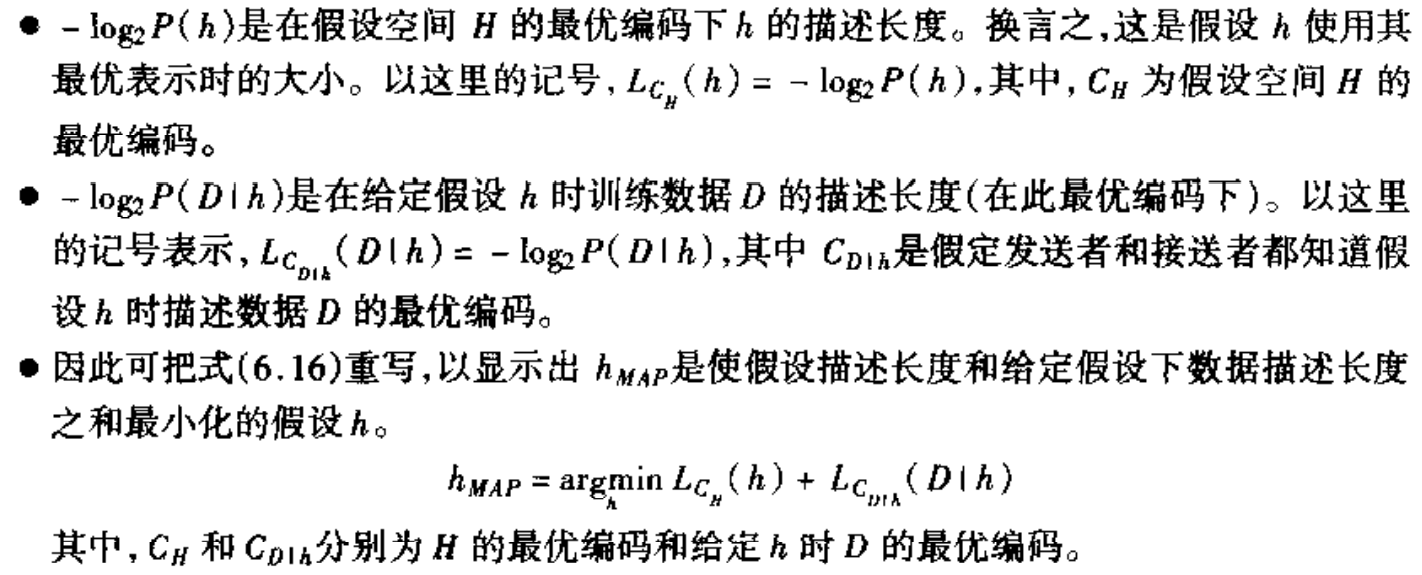 ● - log₂P(h)是在假设空间 H 的最优编码下 h 的描述长度。换言之,这是假设 h 使用其
最优表示时的大小。以这里的记号, L_{C_H}(h) = - log₂P(h),其中, C_H 为假设空间 H 的
最优编码。
● - log₂P(D|h)是在给定假设 h 时训练数据 D 的描述长度(在此最优编码下)。以这里
的记号表示, L_{C_{D|h}}(D|h) = - log₂P(D|h),其中 C_{D|h}是假定发送者和接送者都知道假
设 h 时描述数据 D 的最优编码。
● 因此可把式(6.16)重写,以显示出 h_{MAP}是使假设描述长度和给定假设下数据描述长度
之和最小化的假设 h。
h_{MAP} = argmin_h L_{C_H}(h) + L_{C_{D|h}}(D|h)
其中, C_H 和 C_{D|h}分别为 H 的最优编码和给定 h 时 D 的最优编码。